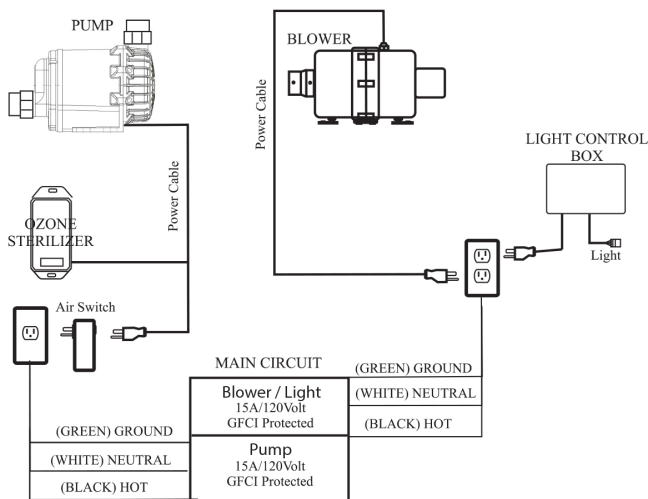 PUMP
BLOWER
Power Cable
Power Cable
LIGHT CONTROL
BOX
OZONE
STERILIZER
Light
Air Switch
MAIN CIRCUIT
(GREEN) GROUND
Blower / Light
15A/120Volt
GFCI Protected
(WHITE) NEUTRAL
(BLACK) HOT
(GREEN) GROUND
Pump
15A/120Volt
GFCI Protected
(WHITE) NEUTRAL
(BLACK) HOT